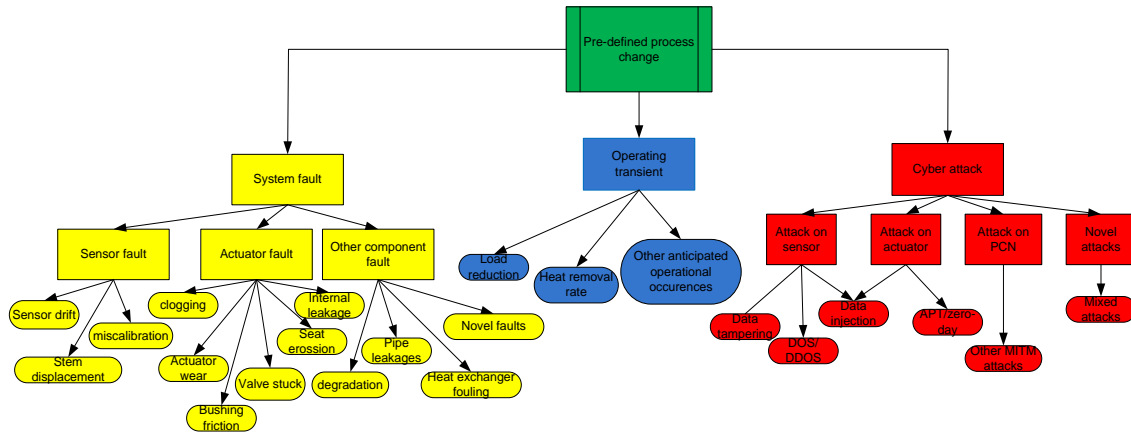 Pre-defined process
change
System fault
Operating
transient
Cyber attack
Sensor fault
Actuator fault
Other component
fault
Load
reduction
Heat removal
rate
Other anticipated
operational
occurences
Attack on
sensor
Attack on
actuator
Attack on
PCN
Novel
attacks
Sensor drift
miscalibration
Stem
displacement
clogging
Internal
leakage
Seat
erossion
Actuator
wear
Valve stuck
Bushing
friction
Novel faults
Pipe
leakages
degradation
Heat exchanger
fouling
Data
tampering
DOS/
DDOS
Data
injection
APT/zero-
day
Other MITM
attacks
Mixed
attacks